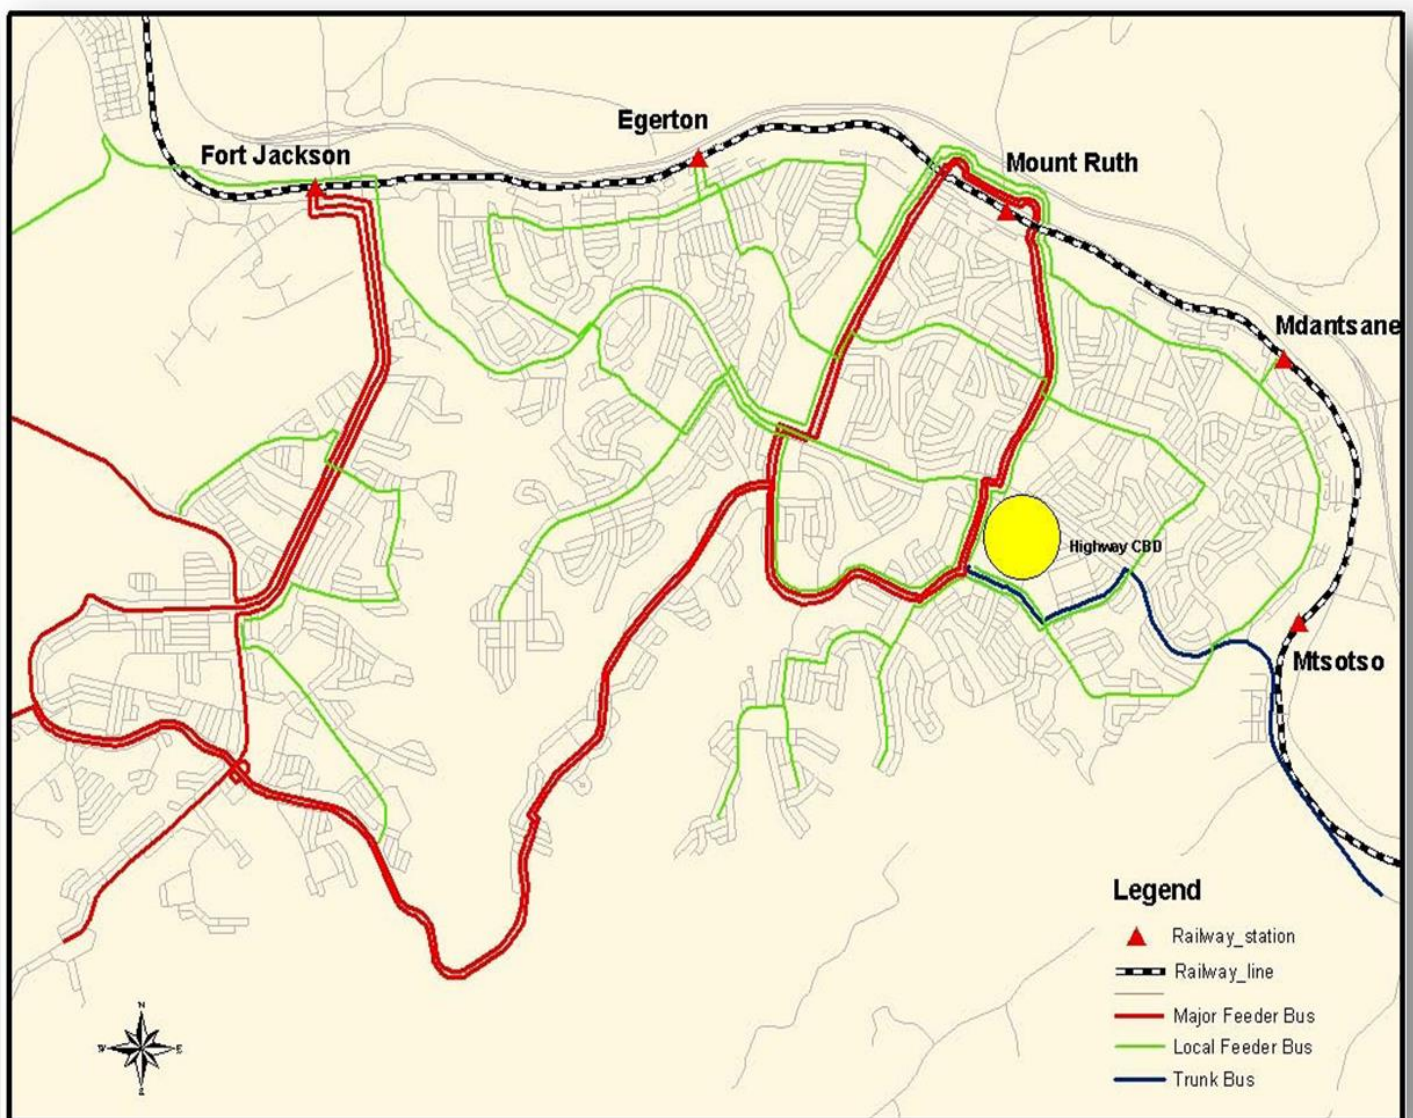 Egerton
Fort Jackson
Mount Ruth
Mdantsane
Highway CBD
Mtsotso
Legend
Railway_station
Railway_line
Major Feeder Bus
Local Feeder Bus
Trunk Bus
N
W E